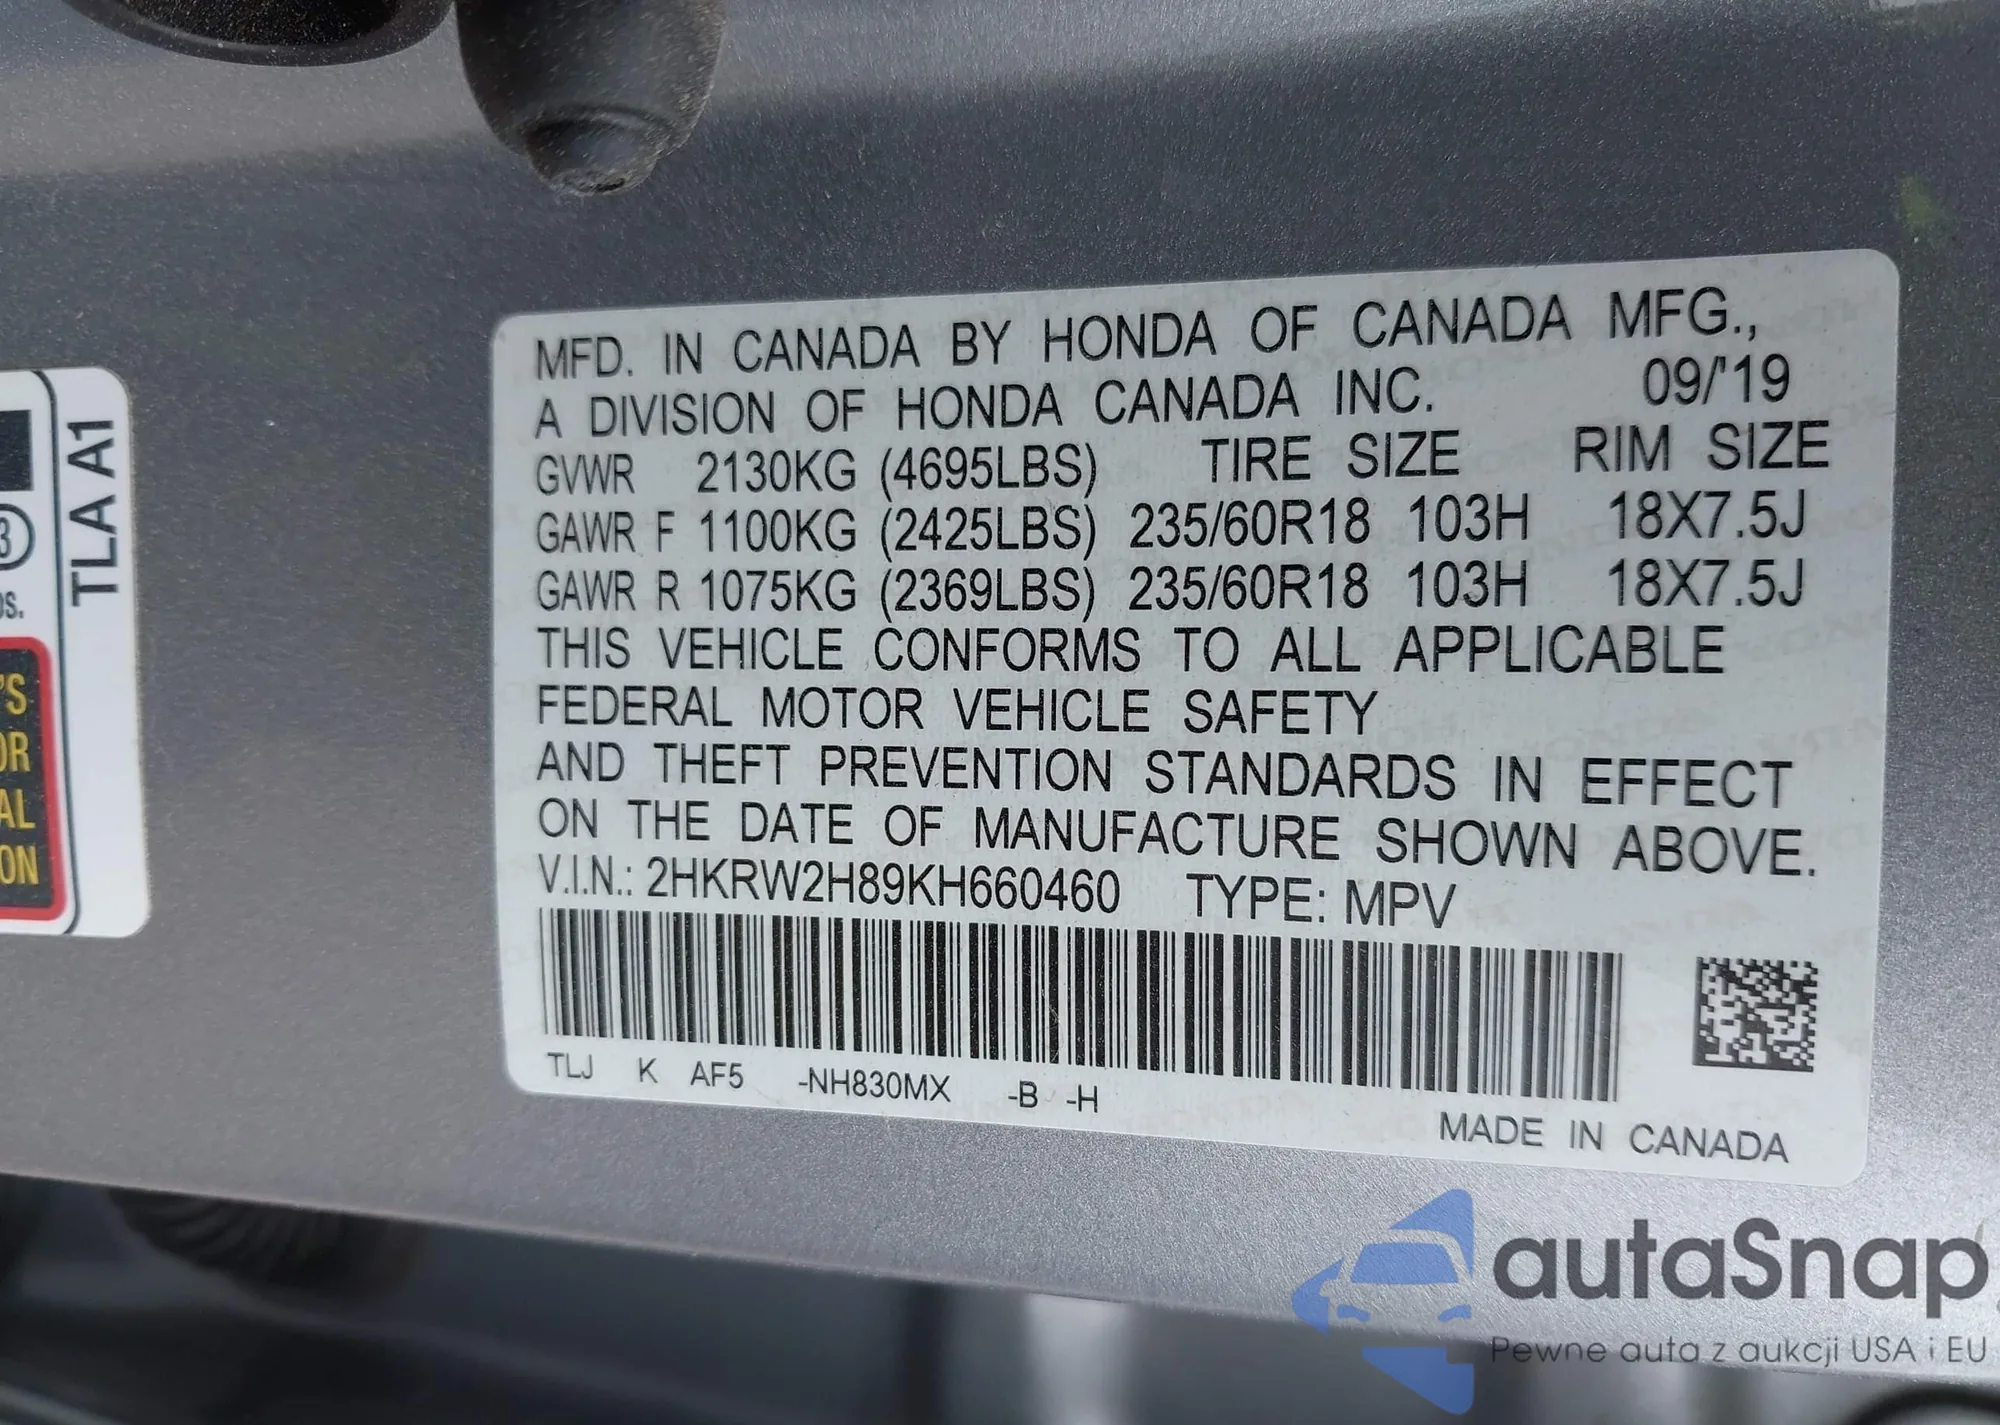 MFD. IN CANADA BY HONDA OF CANADA MFG.,
A DIVISION OF HONDA CANADA INC. 09/'19
GVWR 2130KG (4695LBS) TIRE SIZE RIM SIZE
GAWR F 1100KG (2425LBS) 235/60R18 103H 18X7.5J
GAWR R 1075KG (2369LBS) 235/60R18 103H 18X7.5J
THIS VEHICLE CONFORMS TO ALL APPLICABLE
FEDERAL MOTOR VEHICLE SAFETY
AND THEFT PREVENTION STANDARDS IN EFFECT
ON THE DATE OF MANUFACTURE SHOWN ABOVE.
V.I.N.: 2HKRW2H89KH660460 TYPE: MPV
TLJ K AF5 -NH830MX -B -H
MADE IN CANADA
TLA A1
3
'S
OR
AL
ON
autaSnap
Pewne auta z aukcji USA i EU